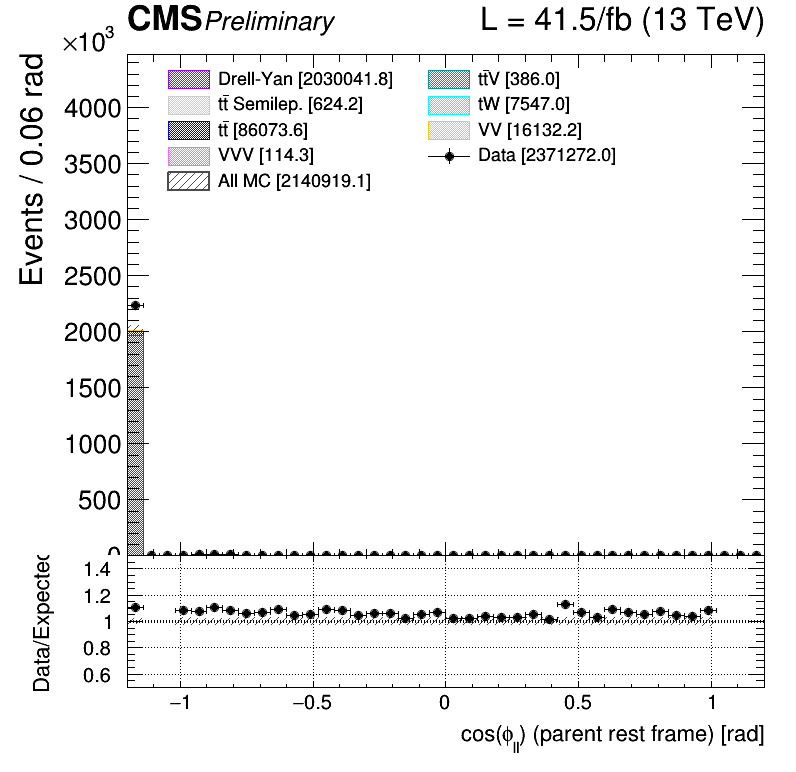 CMS Preliminary L = 41.5/fb (13 TeV)
×10³
Events / 0.06 rad
Drell-Yan [2030041.8]
tt̄ Semilep. [624.2]
tt̄ [86073.6]
VVV [114.3]
All MC [2140919.1]
tt̄V [386.0]
tW [7547.0]
VV [16132.2]
Data [2371272.0]
4000
3500
3000
2500
2000
1500
1000
500
0
Data/Expected
1.4
1.2
1
0.8
0.6
−1 −0.5 0 0.5 1
cos(ϕ_ll) (parent rest frame) [rad]